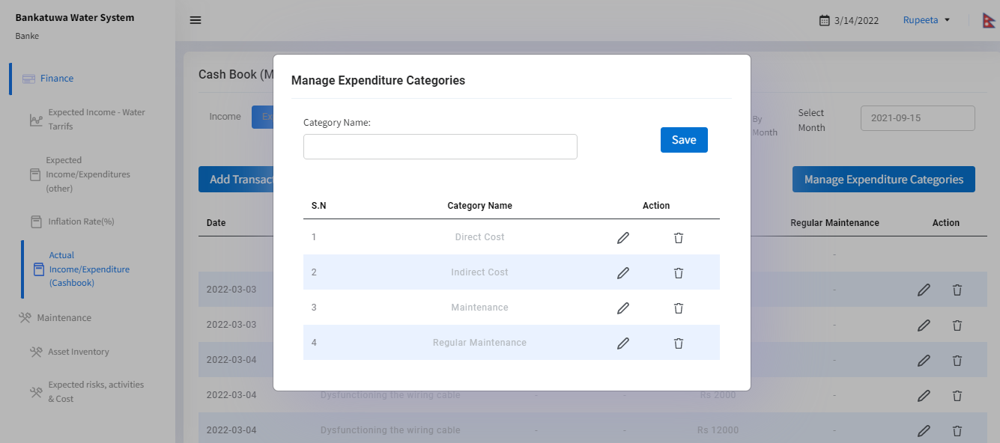 Bankatuwa Water System
Banke
3/14/2022
Rupeeta
Finance
Expected Income - Water
Tarrifs
Expected
Income/Expenditures
(other)
Inflation Rate(%)
Actual
Income/Expenditure
(Cashbook)
Maintenance
Asset Inventory
Expected risks, activities
& Cost
Cash Book (M
Income
Ex
By
Month
Select
Month
2021-09-15
Add Transact
Manage Expenditure Categories
Date
Regular Maintenance
Action
-
2022-03-03
-
2022-03-03
-
2022-03-04
-
2022-03-04
Dysfunctioning the wiring cable
-
-
Rs 2000
-
2022-03-04
Dysfunctioning the wiring cable
-
-
Rs 12000
-
Manage Expenditure Categories
Category Name:
Save
S.N
Category Name
Action
1
Direct Cost
2
Indirect Cost
3
Maintenance
4
Regular Maintenance